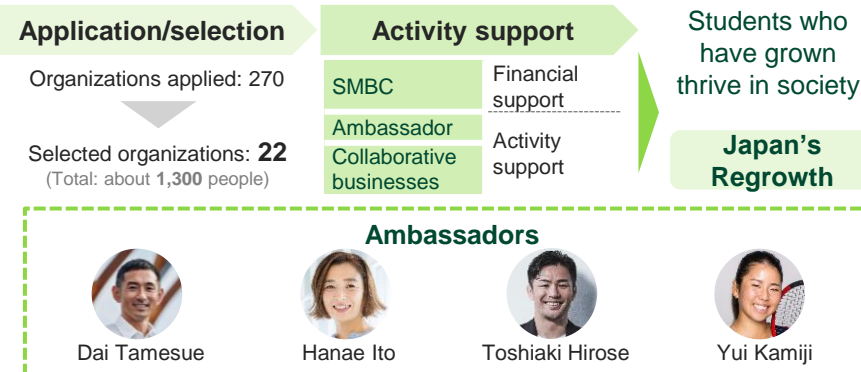 Application/selection
Organizations applied: 270
Selected organizations: 22
(Total: about 1,300 people)
Activity support
SMBC
Financial
support
Ambassador
Collaborative
businesses
Activity
support
Students who
have grown
thrive in society
Japan's
Regrowth
Ambassadors
Dai Tamesue
Hanae Ito
Toshiaki Hirose
Yui Kamiji